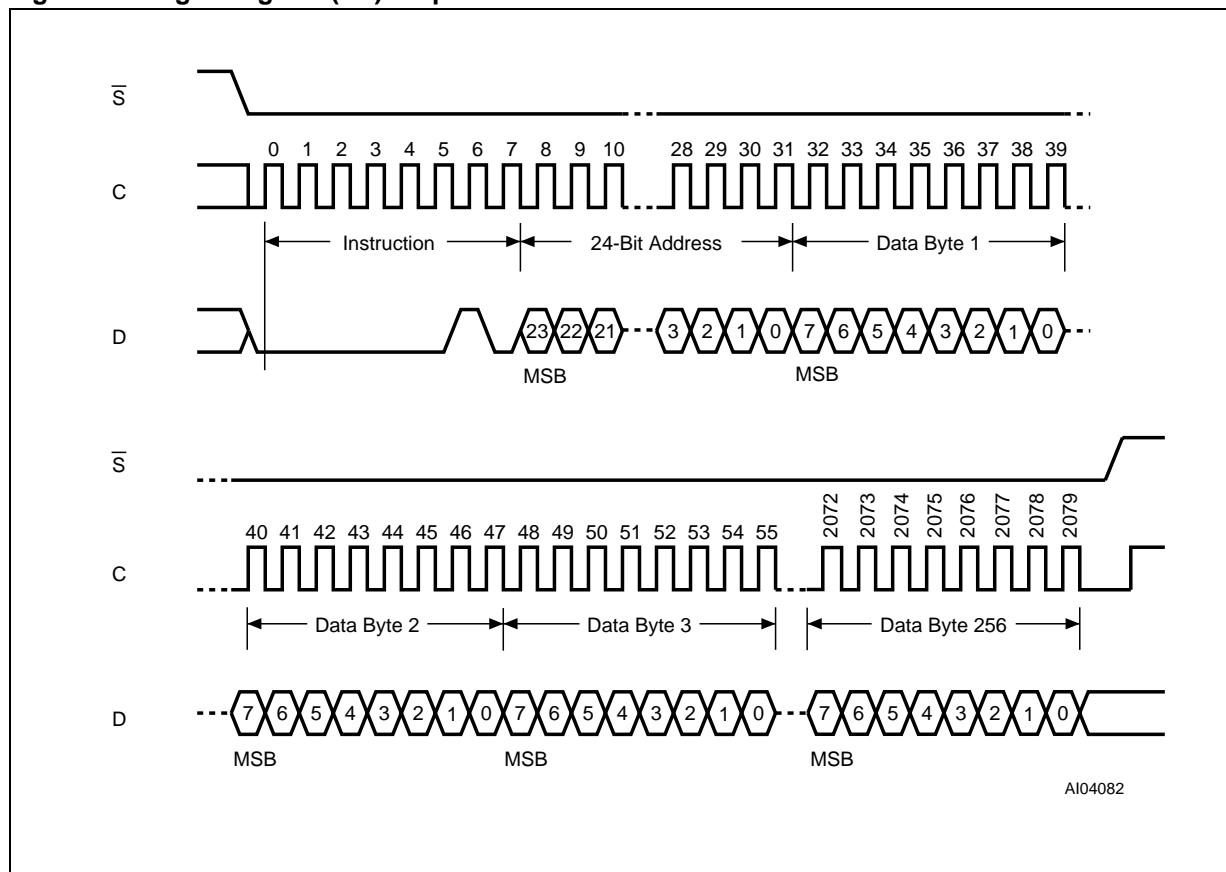 S
0 1 2 3 4 5 6 7 8 9 10 28 29 30 31 32 33 34 35 36 37 38 39
C
Instruction 24-Bit Address Data Byte 1
D 23 22 21 3 2 1 0 7 6 5 4 3 2 1 0
MSB MSB
S
2072 2073 2074 2075 2076 2077 2078 2079
40 41 42 43 44 45 46 47 48 49 50 51 52 53 54 55
C
Data Byte 2 Data Byte 3 Data Byte 256
D 7 6 5 4 3 2 1 0 7 6 5 4 3 2 1 0 7 6 5 4 3 2 1 0
MSB MSB MSB
AI04082